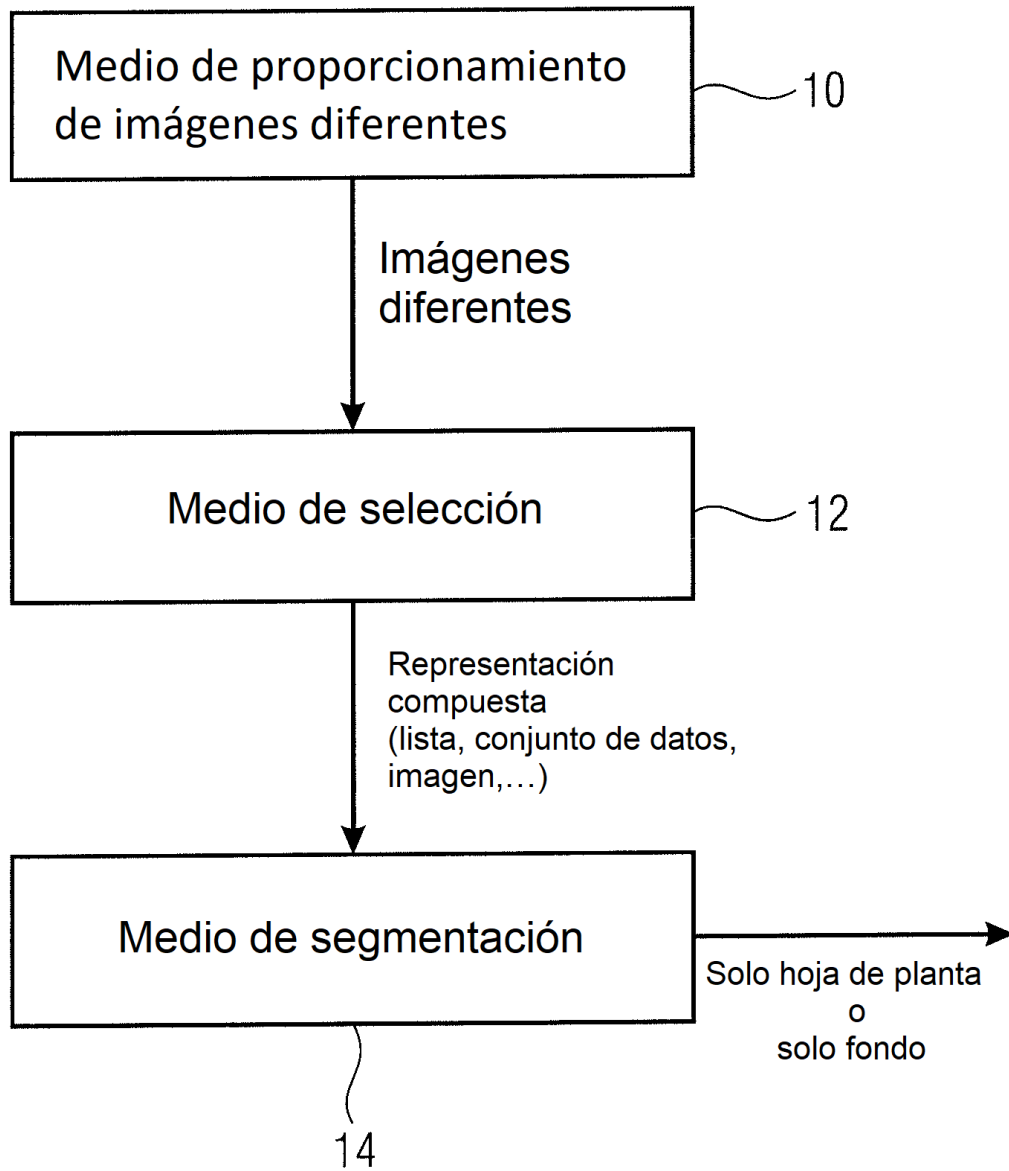 Medio de proporcionamiento
de imágenes diferentes
10
Imágenes
diferentes
Medio de selección
12
Representación
compuesta
(lista, conjunto de datos,
imagen,…)
Medio de segmentación
Solo hoja de planta
o
solo fondo
14